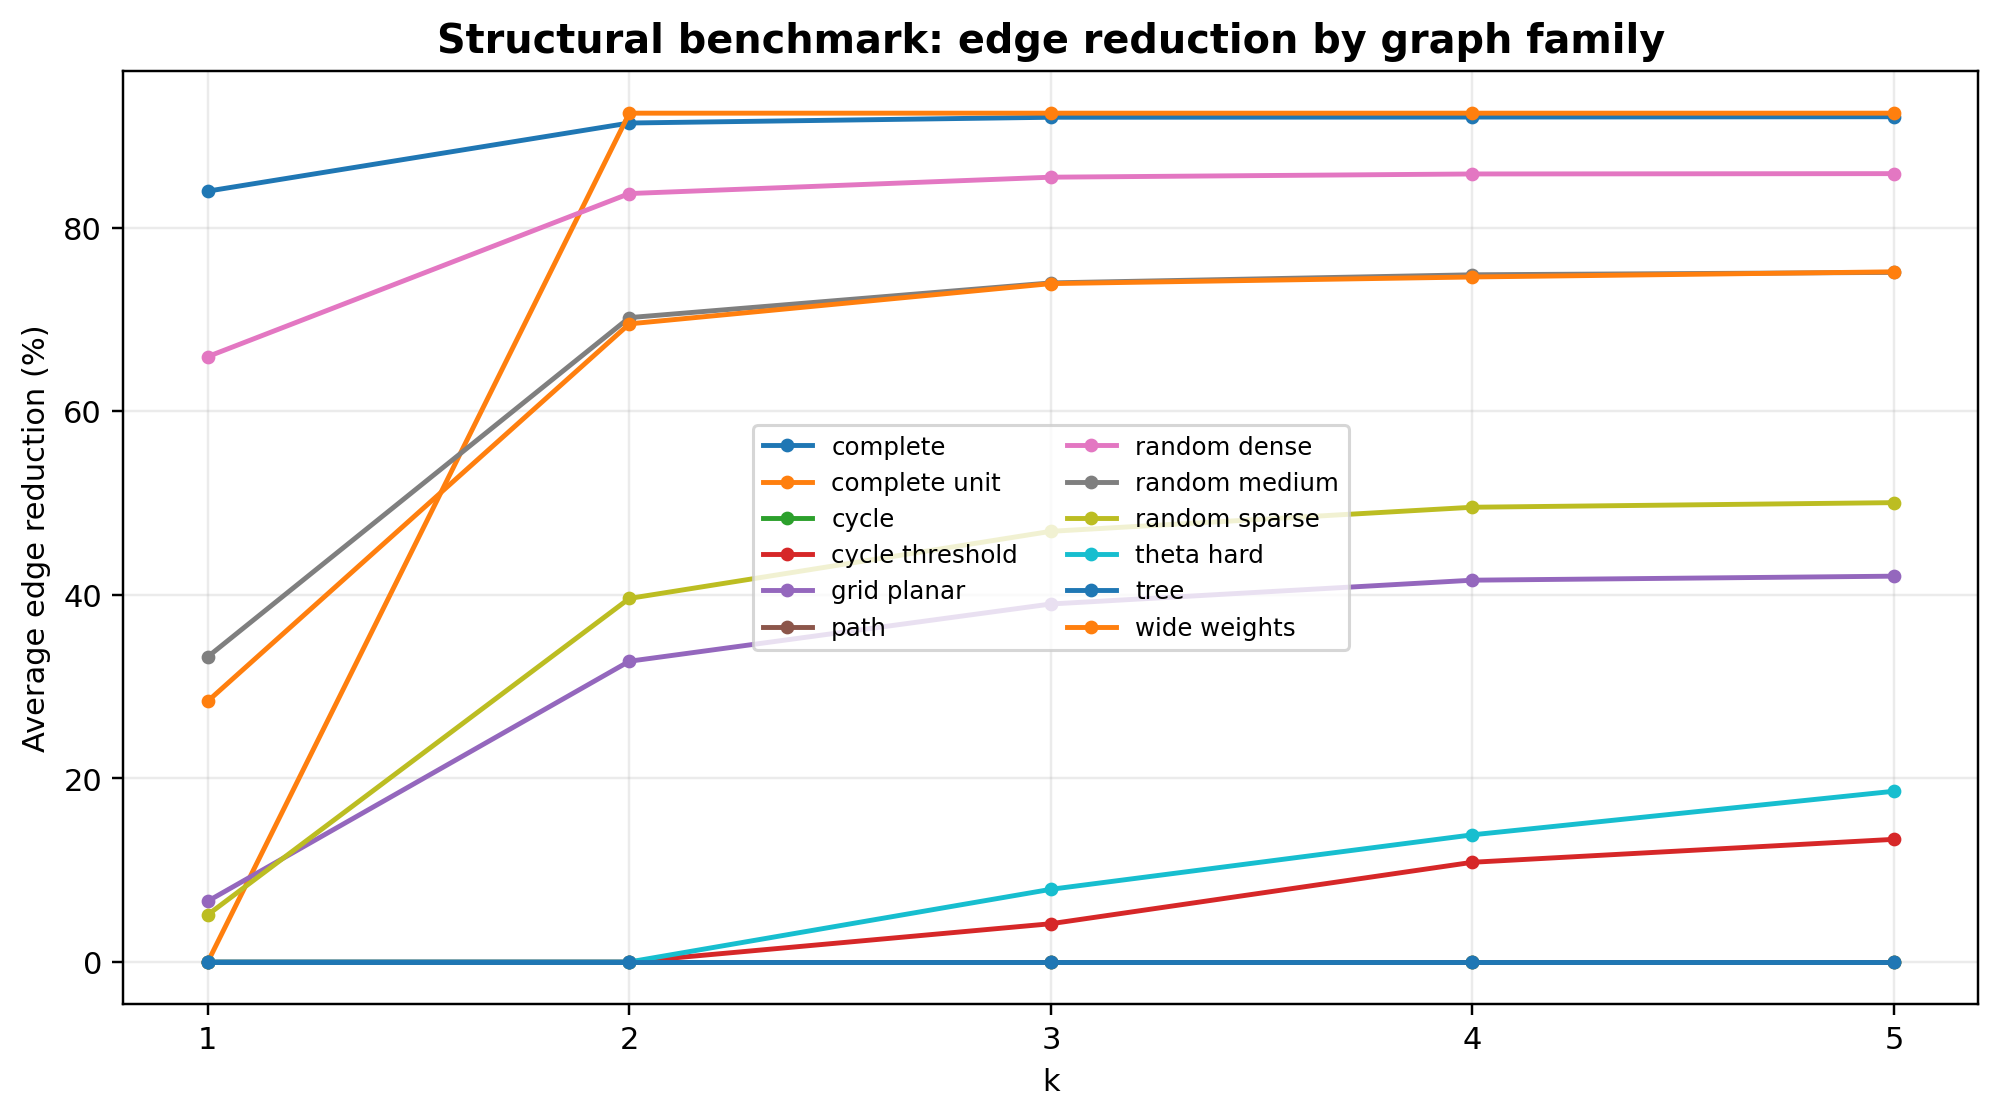 Structural benchmark: edge reduction by graph family
Average edge reduction (%)
80
60
40
20
0
complete
complete unit
cycle
cycle threshold
grid planar
path
random dense
random medium
random sparse
theta hard
tree
wide weights
1 2 3 4 5
k